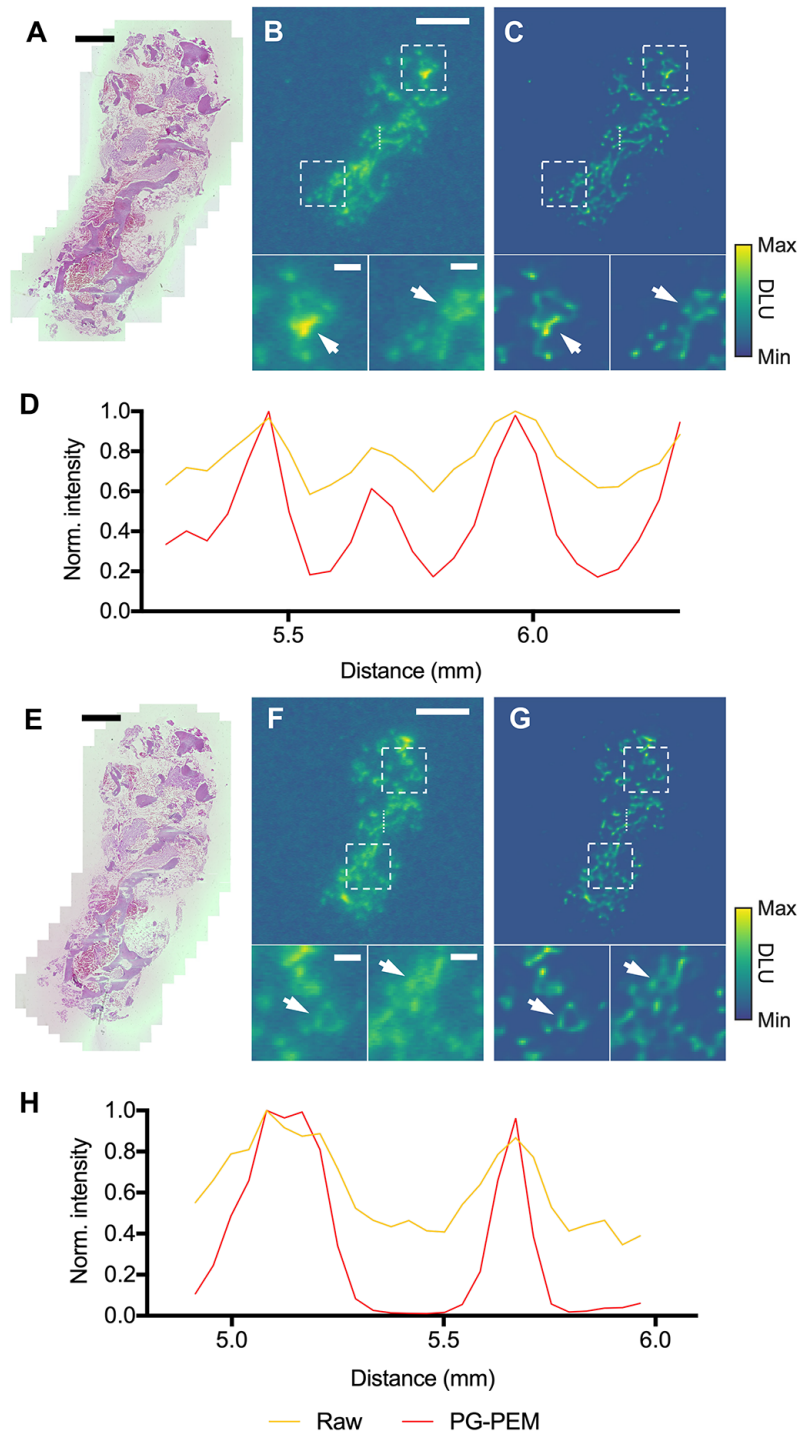 A
B
C
Max
DLU
Min
D
Norm. intensity
1.0
0.8
0.6
0.4
0.2
0.0
5.5
6.0
Distance (mm)
E
F
G
Max
DLU
Min
H
Norm. intensity
1.0
0.8
0.6
0.4
0.2
0.0
5.0
5.5
6.0
Distance (mm)
Raw
PG-PEM